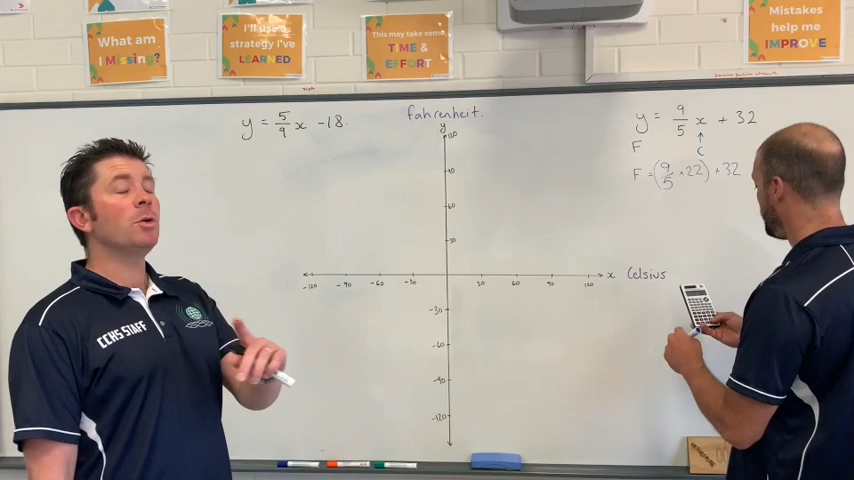 What am
I Missing?
I'll use a
strategy I've
LEARNED
This may take some
TIME &
EFFORT
Mistakes
help me
IMPROVE
y = 5/9 x - 18
fahrenheit.
y
120
90
60
30
-120 -90 -60 -30 30 60 90 120 x Celsius
-30
-60
-90
-120
y = 9/5 x + 32
F C
F = (9/5 × 22) + 32
CCHS STAFF